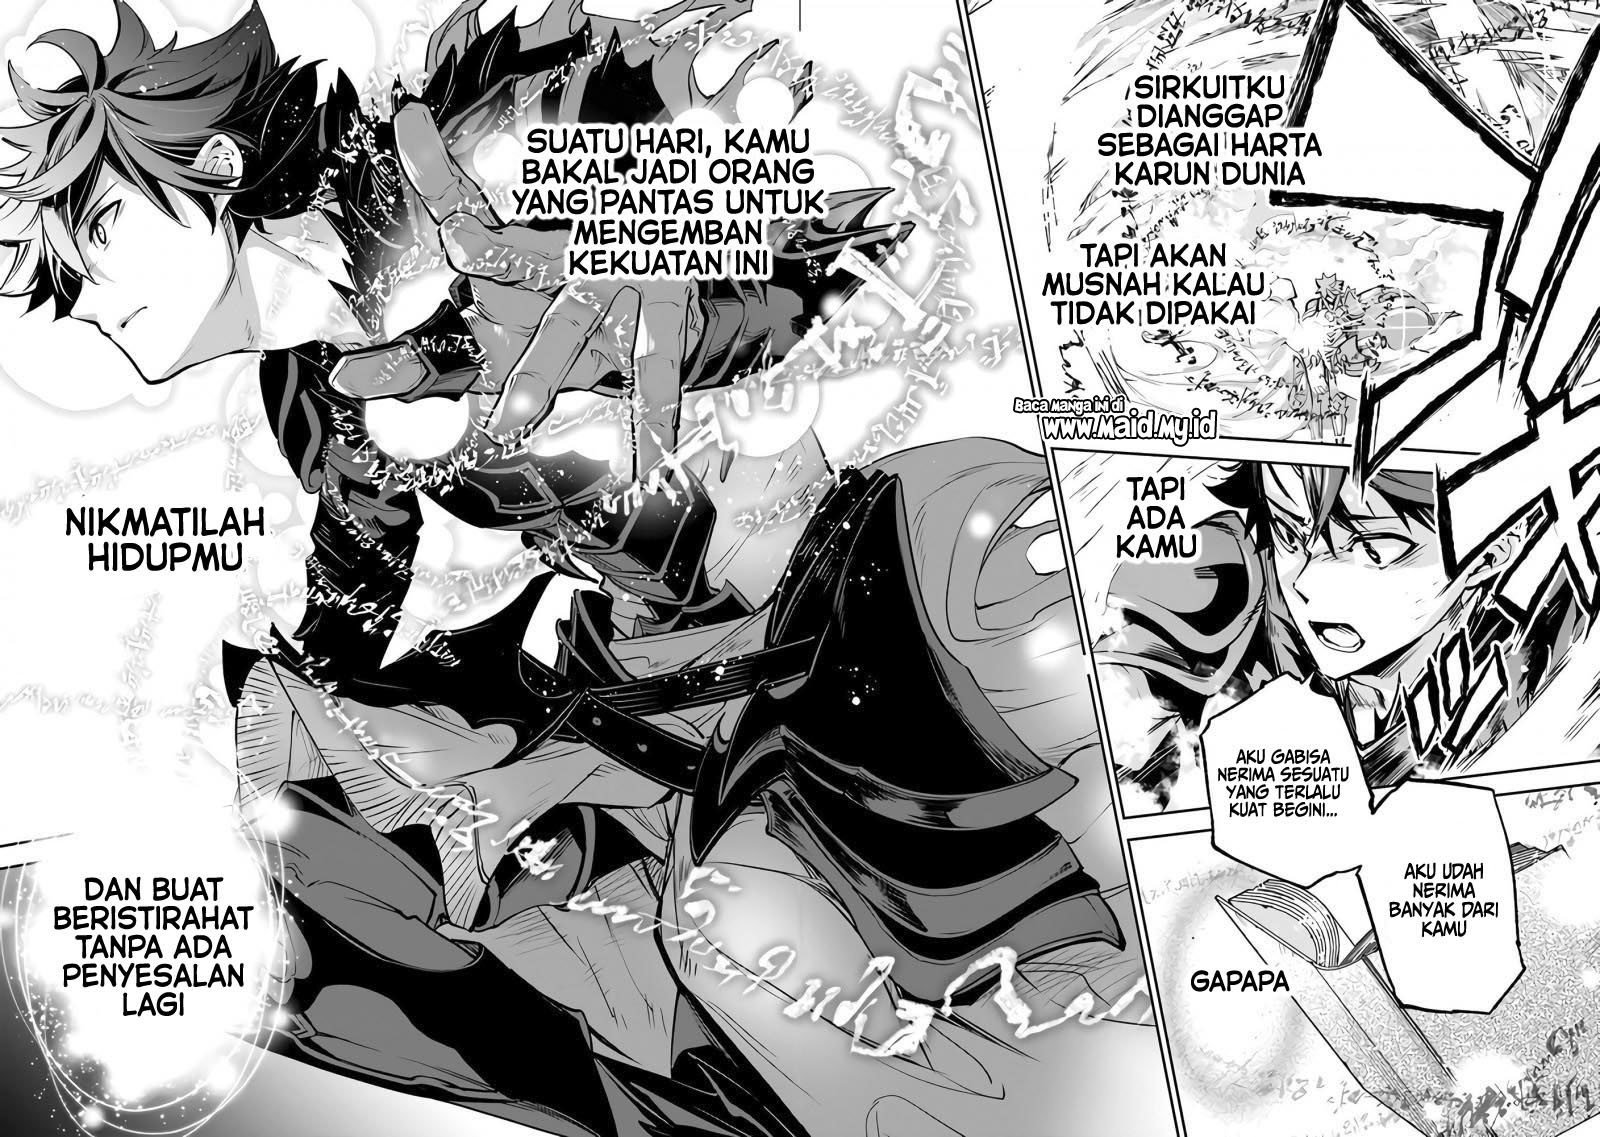 SIRKUITKU
DIANGGAP
SEBAGAI HARTA
KARUN DUNIA
TAPI AKAN
MUSNAH KALAU
TIDAK DIPAKAI
Baca Manga ini di
www.Maid.My.id
TAPI
ADA
KAMU
AKU GABISA
NERIMA SESUATU
YANG TERLALU
KUAT BEGINI...
AKU UDAH
NERIMA
BANYAK DARI
KAMU
GAPAPA
SUATU HARI, KAMU
BAKAL JADI ORANG
YANG PANTAS UNTUK
MENGEMBAN
KEKUATAN INI
NIKMATILAH
HIDUPMU
DAN BUAT
BERISTIRAHAT
TANPA ADA
PENYESALAN
LAGI